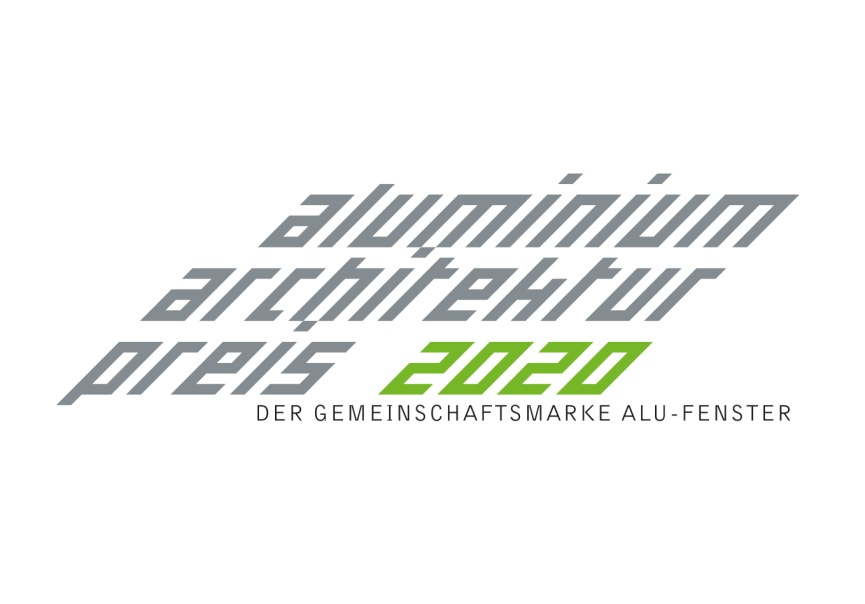 aluminium
architektur
preis 2020
DER GEMEINSCHAFTSMARKE ALU-FENSTER